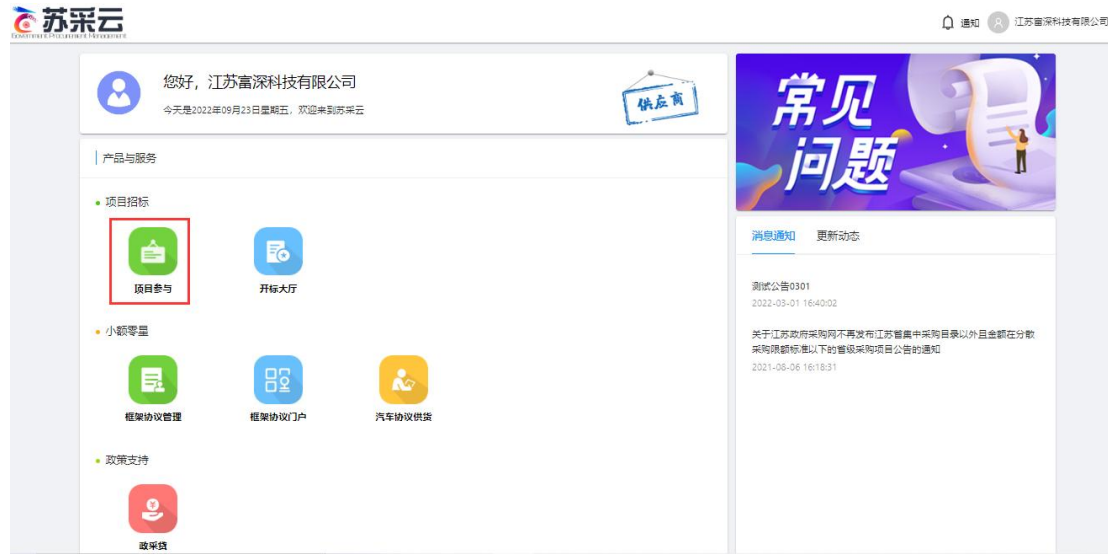 苏采云
Government Procurement Management
通知
江苏富深科技有限公司
您好，江苏富深科技有限公司
今天是2022年09月23日星期五，欢迎来到苏采云
供应商
常见
问题
产品与服务
项目招标
项目参与
开标大厅
小额零星
框架协议管理
框架协议门户
汽车协议供货
政策支持
政采贷
消息通知
更新动态
测试公告0301
2022-03-01 16:40:02
关于江苏政府采购网不再发布江苏省集中采购目录以外且金额在分散
采购限额标准以下的省级采购项目公告的通知
2021-08-06 16:18:31